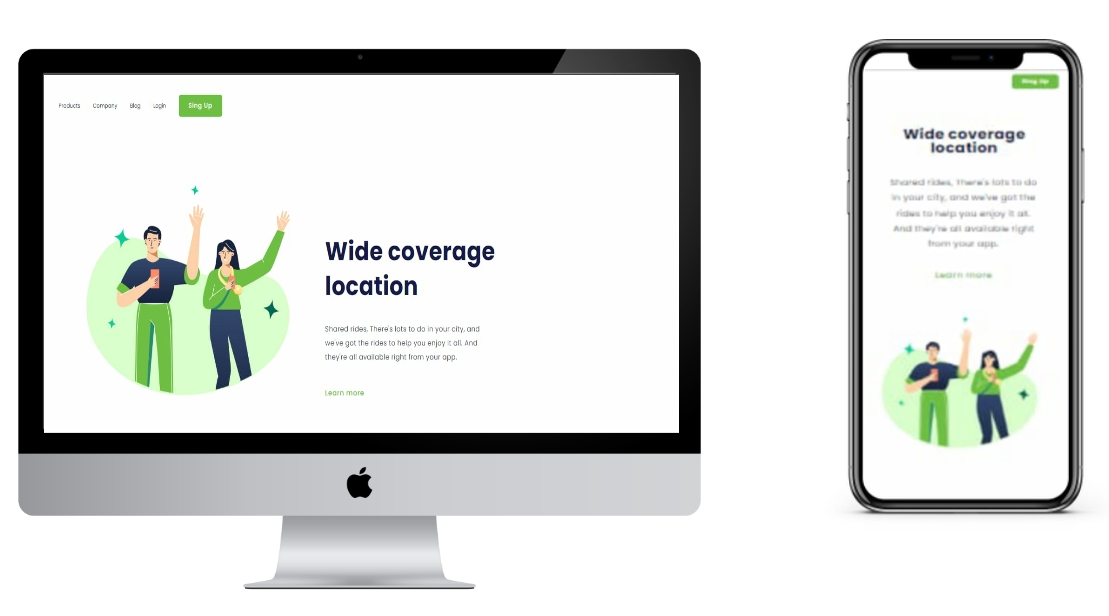 Products Company Blog Login Sing Up
Wide coverage
location
Shared rides, There's lots to do in your city, and
we've got the rides to help you enjoy it all. And
they're all available right from your app.
Learn more
Sing Up
Wide coverage
location
Shared rides, There's lots to do
in your city, and we've got the
rides to help you enjoy it all.
And they're all available right
from your app.
Learn more